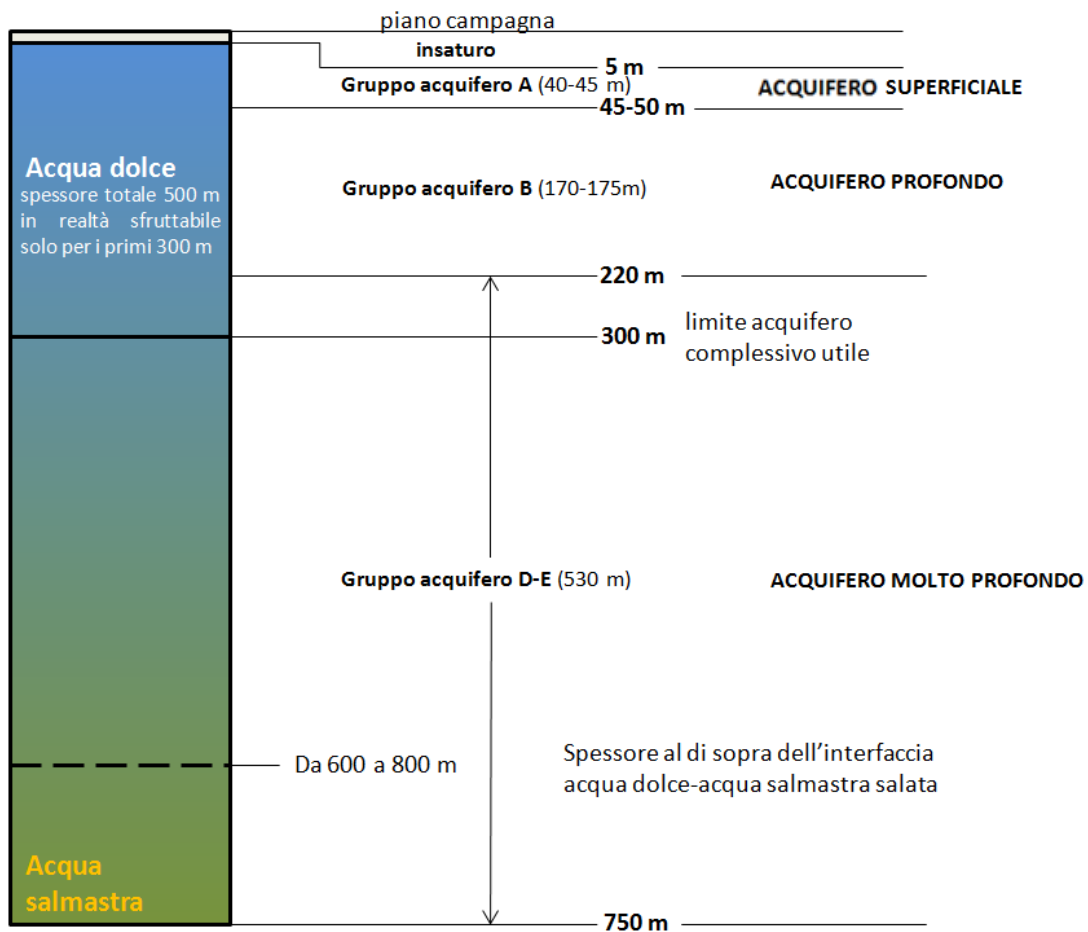 piano campagna
insaturo
5 m
Gruppo acquifero A (40-45 m)
ACQUIFERO SUPERFICIALE
45-50 m
Acqua dolce
spessore totale 500 m
in realtà sfruttabile
solo per i primi 300 m
Gruppo acquifero B (170-175m)
ACQUIFERO PROFONDO
220 m
300 m
limite acquifero
complessivo utile
Gruppo acquifero D-E (530 m)
ACQUIFERO MOLTO PROFONDO
Da 600 a 800 m
Spessore al di sopra dell’interfaccia
acqua dolce-acqua salmastra salata
Acqua
salmastra
750 m